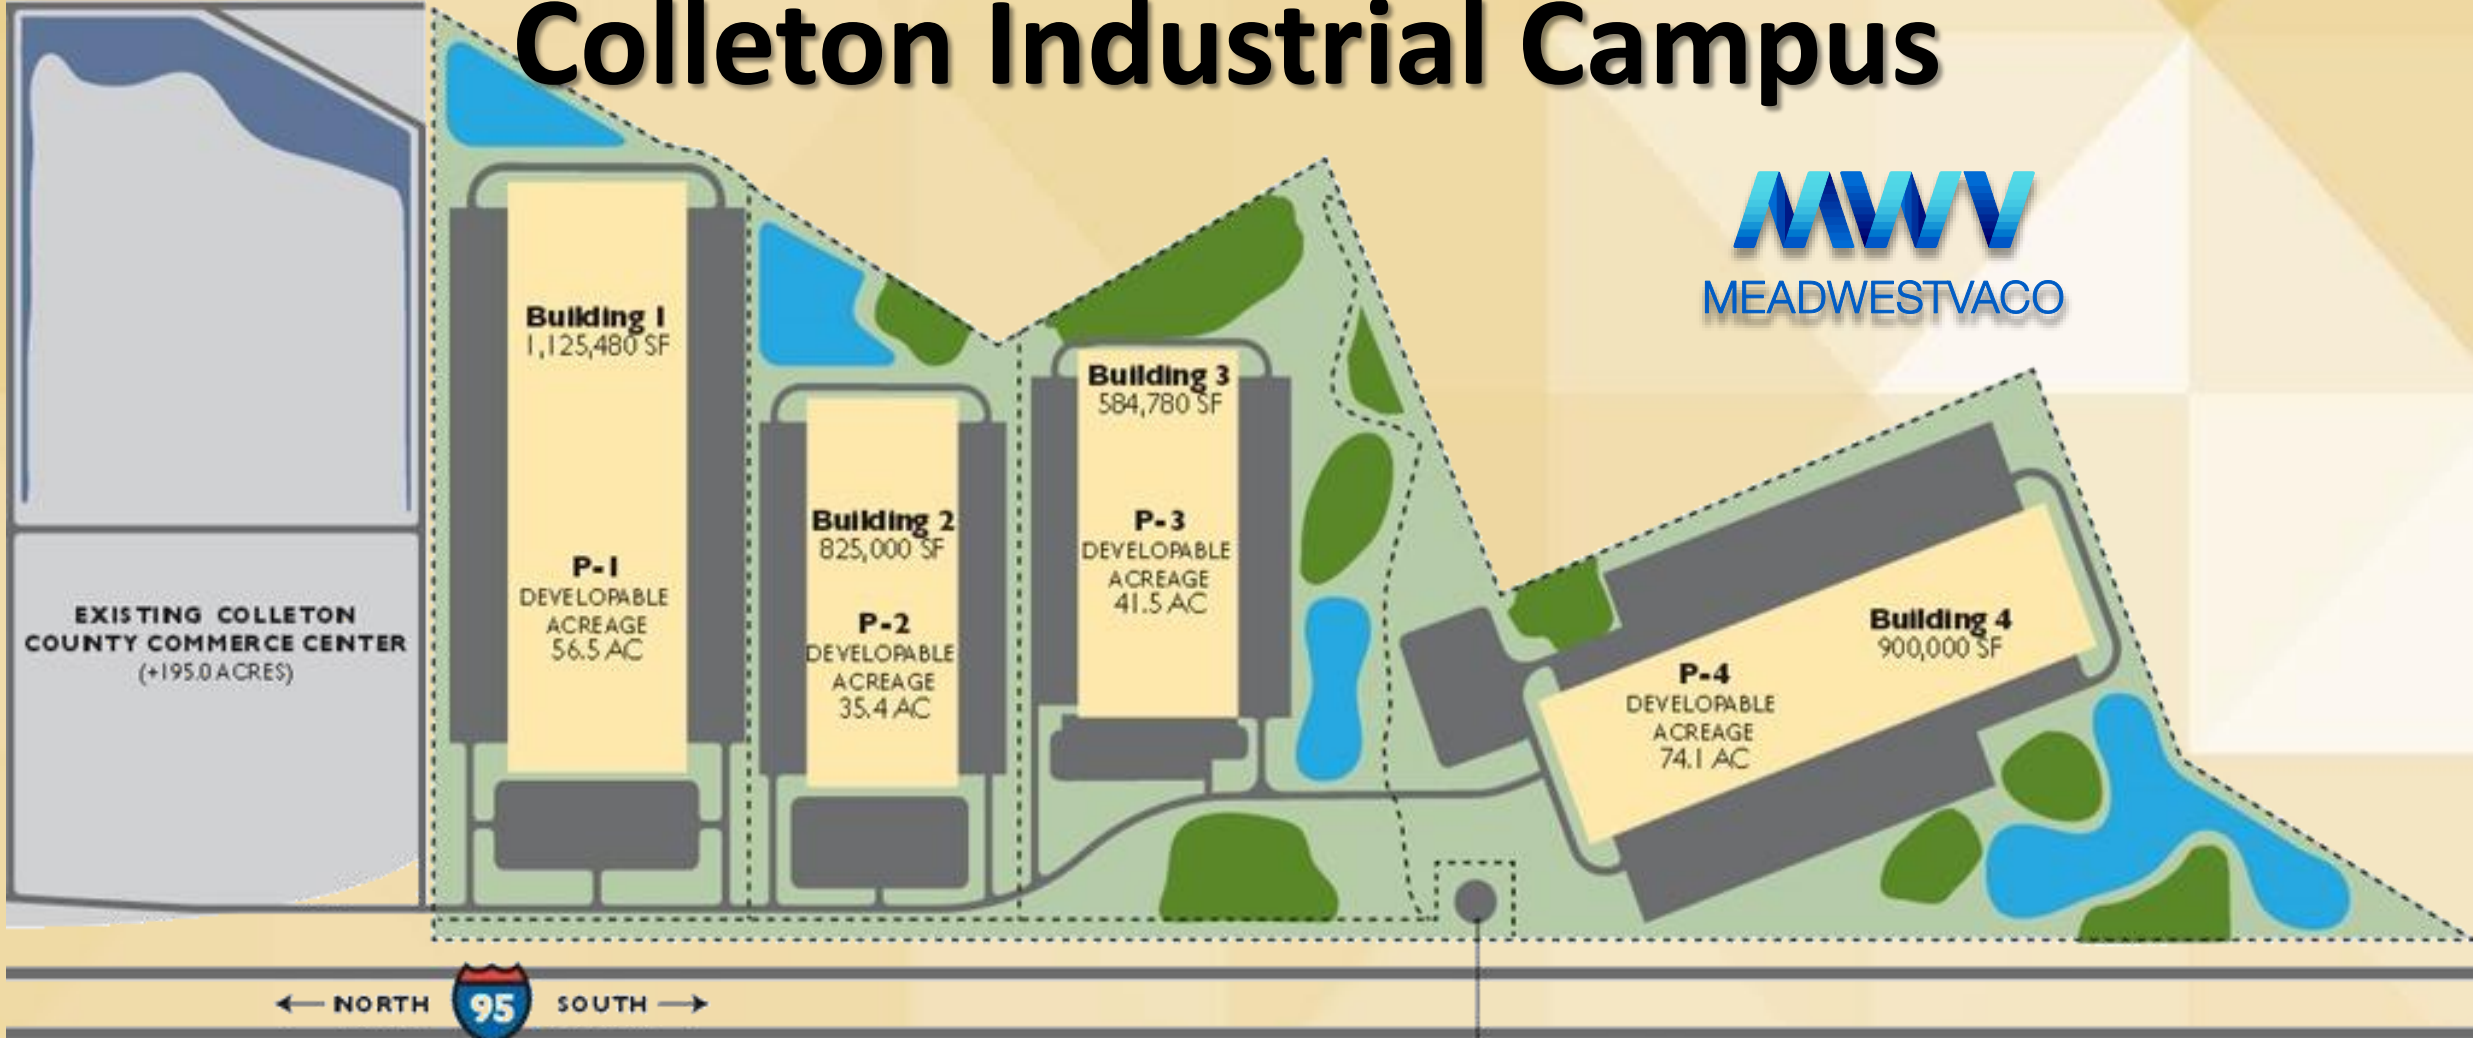 Colleton Industrial Campus
MWV
MEADWESTVACO
Building 1
1,125,480 SF
P-1
DEVELOPABLE
ACREAGE
56.5 AC
Building 2
825,000 SF
P-2
DEVELOPABLE
ACREAGE
35.4 AC
Building 3
584,780 SF
P-3
DEVELOPABLE
ACREAGE
41.5 AC
Building 4
900,000 SF
P-4
DEVELOPABLE
ACREAGE
74.1 AC
EXISTING COLLETON
COUNTY COMMERCE CENTER
(+195.0 ACRES)
NORTH 95 SOUTH